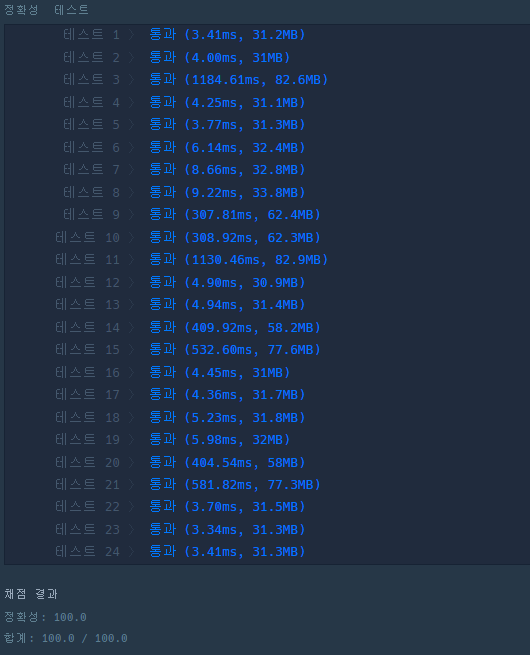 정확성 테스트
테스트 1 〉 통과 (3.41ms, 31.2MB)
테스트 2 〉 통과 (4.00ms, 31MB)
테스트 3 〉 통과 (1184.61ms, 82.6MB)
테스트 4 〉 통과 (4.25ms, 31.1MB)
테스트 5 〉 통과 (3.77ms, 31.3MB)
테스트 6 〉 통과 (6.14ms, 32.4MB)
테스트 7 〉 통과 (8.66ms, 32.8MB)
테스트 8 〉 통과 (9.22ms, 33.8MB)
테스트 9 〉 통과 (307.81ms, 62.4MB)
테스트 10 〉 통과 (308.92ms, 62.3MB)
테스트 11 〉 통과 (1130.46ms, 82.9MB)
테스트 12 〉 통과 (4.90ms, 30.9MB)
테스트 13 〉 통과 (4.94ms, 31.4MB)
테스트 14 〉 통과 (409.92ms, 58.2MB)
테스트 15 〉 통과 (532.60ms, 77.6MB)
테스트 16 〉 통과 (4.45ms, 31MB)
테스트 17 〉 통과 (4.36ms, 31.7MB)
테스트 18 〉 통과 (5.23ms, 31.8MB)
테스트 19 〉 통과 (5.98ms, 32MB)
테스트 20 〉 통과 (404.54ms, 58MB)
테스트 21 〉 통과 (581.82ms, 77.3MB)
테스트 22 〉 통과 (3.70ms, 31.5MB)
테스트 23 〉 통과 (3.34ms, 31.3MB)
테스트 24 〉 통과 (3.41ms, 31.3MB)
채점 결과
정확성: 100.0
합계: 100.0 / 100.0